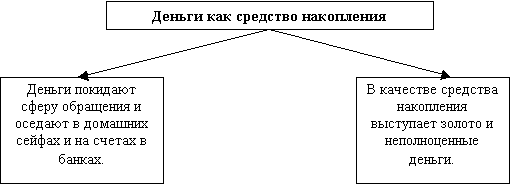 Деньги как средство накопления
Деньги покидают
сферу обращения и
оседают в домашних
сейфах и на счетах в
банках.
В качестве средства
накопления
выступает золото и
неполноценные
деньги.